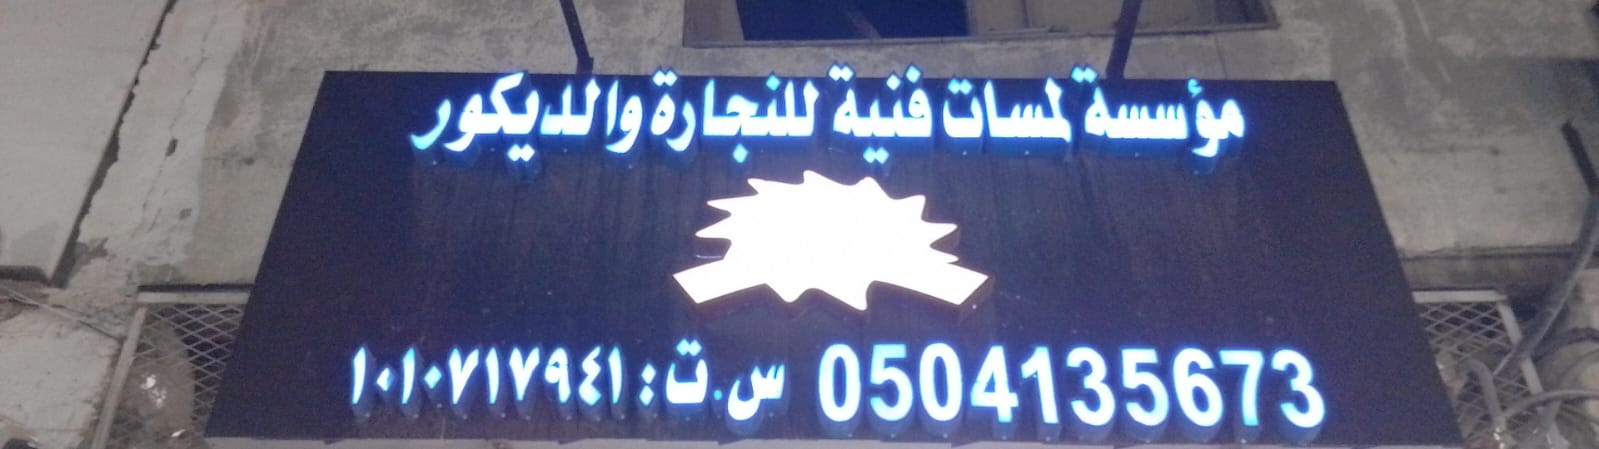 مؤسسة لمسات فنية للنجارة والديكور
0504135673 س.ت: ١٠١٠٧١٧٩٤١